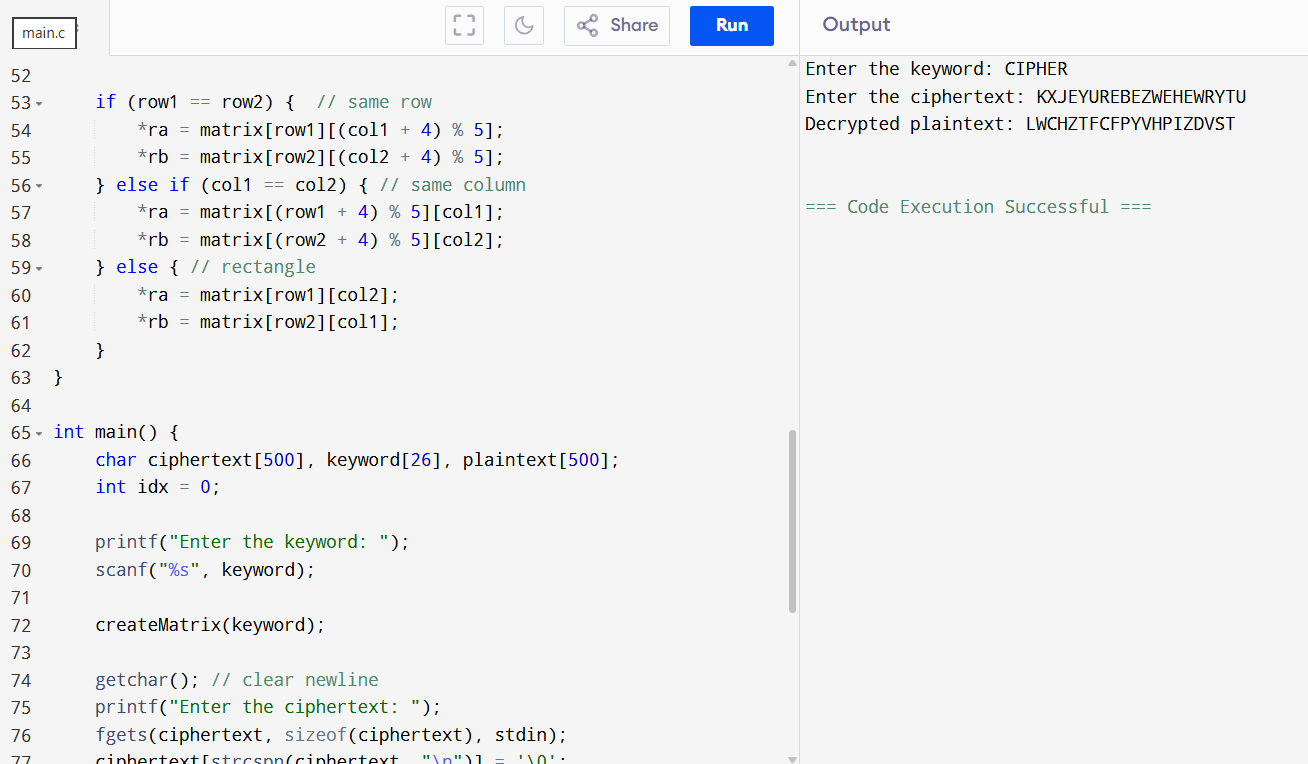 main.c
Share
Run
Output
52
53 if (row1 == row2) {  // same row
54 *ra = matrix[row1][(col1 + 4) % 5];
55 *rb = matrix[row2][(col2 + 4) % 5];
56 } else if (col1 == col2) { // same column
57 *ra = matrix[(row1 + 4) % 5][col1];
58 *rb = matrix[(row2 + 4) % 5][col2];
59 } else { // rectangle
60 *ra = matrix[row1][col2];
61 *rb = matrix[row2][col1];
62 }
63 }
64
65 int main() {
66 char ciphertext[500], keyword[26], plaintext[500];
67 int idx = 0;
68
69 printf("Enter the keyword: ");
70 scanf("%s", keyword);
71
72 createMatrix(keyword);
73
74 getchar(); // clear newline
75 printf("Enter the ciphertext: ");
76 fgets(ciphertext, sizeof(ciphertext), stdin);
77 ciphertext[strcspn(ciphertext, "\n")] = '\0';
Enter the keyword: CIPHER
Enter the ciphertext: KXJEYUREBEZWEHEWRYTU
Decrypted plaintext: LWCHZTFCFPYVHPIZDVST
=== Code Execution Successful ===